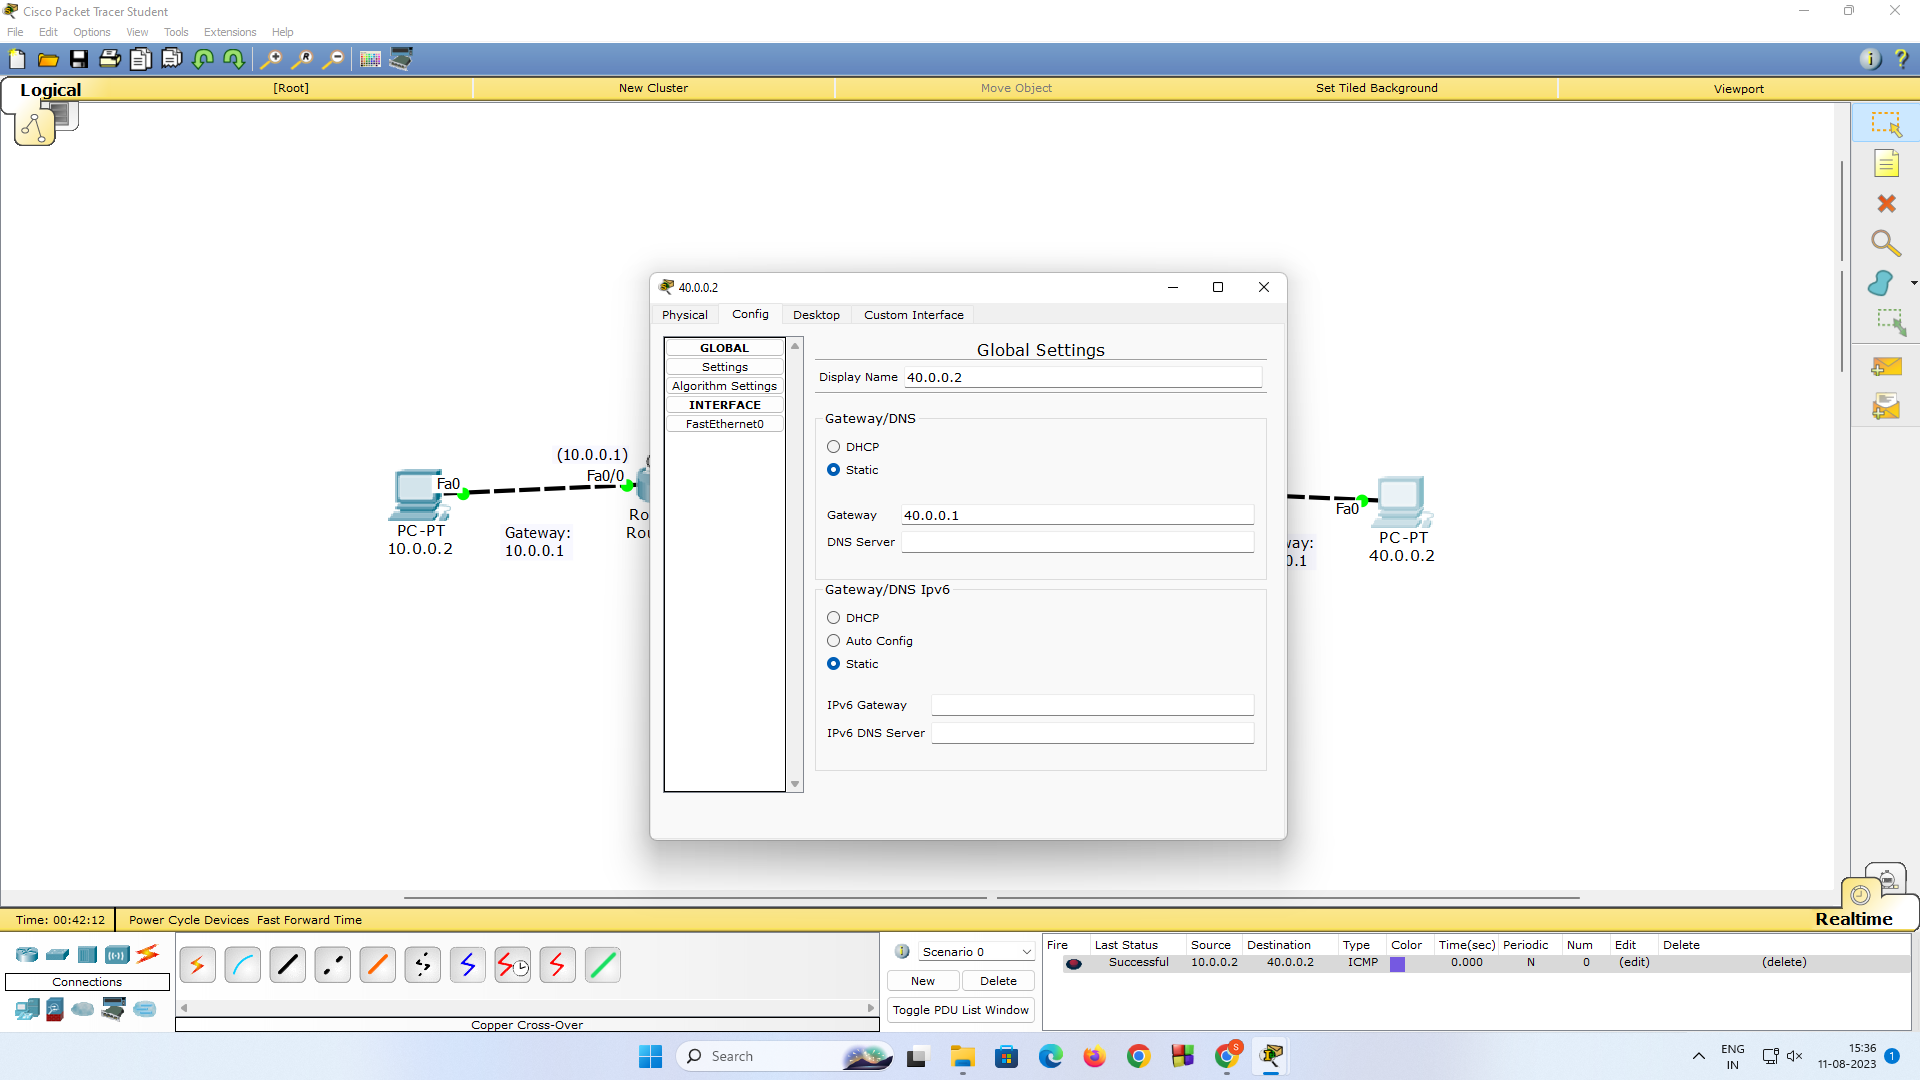 Cisco Packet Tracer Student
File Edit Options View Tools Extensions Help
Logical [Root] New Cluster Move Object Set Tiled Background Viewport
40.0.0.2
Physical Config Desktop Custom Interface
GLOBAL
Settings
Algorithm Settings
INTERFACE
FastEthernet0
Global Settings
Display Name 40.0.0.2
Gateway/DNS
DHCP
Static
Gateway 40.0.0.1
DNS Server
Gateway/DNS Ipv6
DHCP
Auto Config
Static
IPv6 Gateway
IPv6 DNS Server
(10.0.0.1)
Fa0 Fa0/0
PC-PT
10.0.0.2
Gateway:
10.0.0.1
Ro
Rou
way:
0.1
Fa0
PC-PT
40.0.0.2
Time: 00:42:12 Power Cycle Devices Fast Forward Time Realtime
Connections
Copper Cross-Over
Scenario 0
New Delete
Toggle PDU List Window
Fire Last Status Source Destination Type Color Time(sec) Periodic Num Edit Delete
Successful 10.0.0.2 40.0.0.2 ICMP 0.000 N 0 (edit) (delete)
Search
S
ENG
IN
15:36
11-08-2023
1